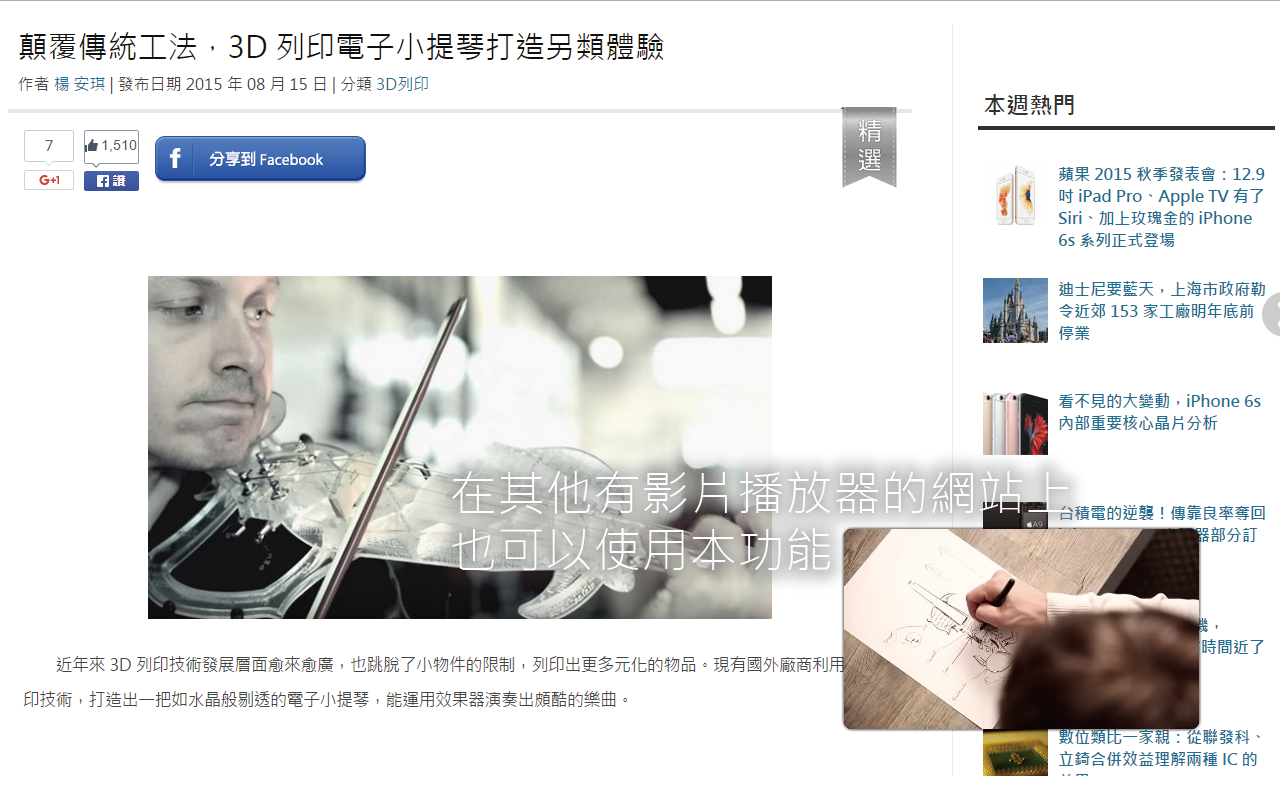 顛覆傳統工法，3D 列印電子小提琴打造另類體驗
作者 楊 安琪 | 發布日期 2015 年 08 月 15 日 | 分類 3D列印
7
1,510
G+1
讚
分享到 Facebook
精
選
在其他有影片播放器的網站上
也可以使用本功能
近年來 3D 列印技術發展層面愈來愈廣，也跳脫了小物件的限制，列印出更多元化的物品。現有國外廠商利用
印技術，打造出一把如水晶般剔透的電子小提琴，能運用效果器演奏出頗酷的樂曲。
本週熱門
蘋果 2015 秋季發表會：12.9
吋 iPad Pro、Apple TV 有了
Siri、加上玫瑰金的 iPhone
6s 系列正式登場
迪士尼要藍天，上海市政府勒
令近郊 153 家工廠明年底前
停業
看不見的大變動，iPhone 6s
內部重要核心晶片分析
台積電的逆襲！傳靠良率奪回
A9
器部分訂
機，
時間近了
數位類比一家親：從聯發科、
立錡合併效益理解兩種 IC 的